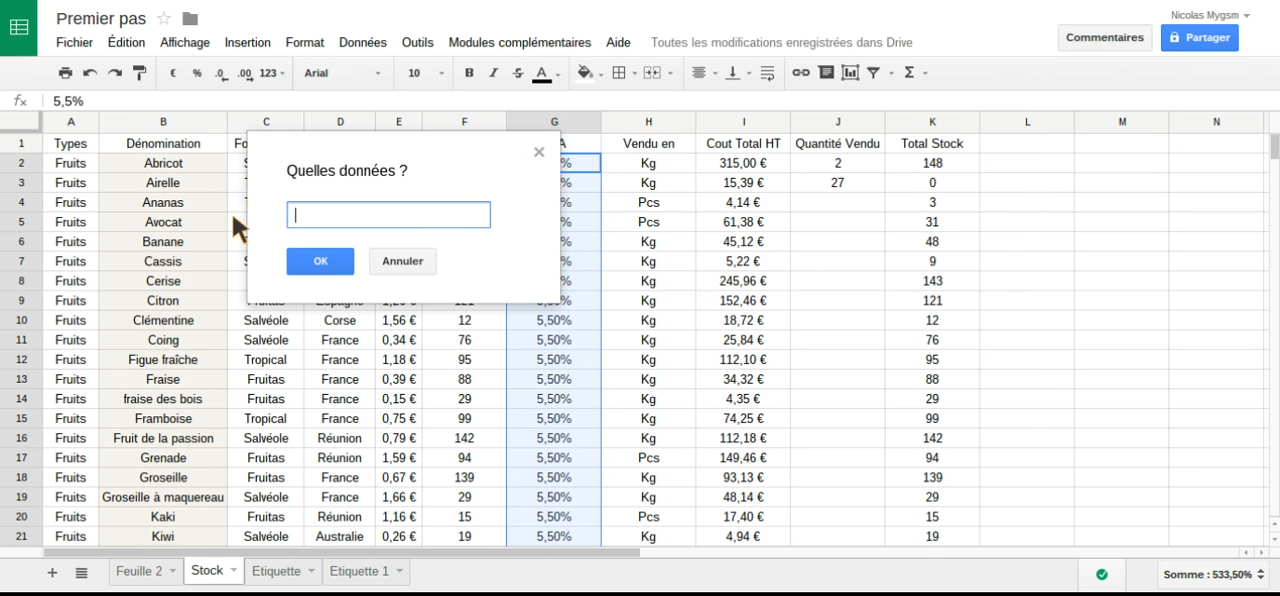 Premier pas
Nicolas Mygsm
Fichier Édition Affichage Insertion Format Données Outils Modules complémentaires Aide Toutes les modifications enregistrées dans Drive
Commentaires Partager
€ % .0 .00 123 Arial 10 B I S A Σ
fx 5,5%
A B C D E F G H I J K L M N
1 Types Dénomination Fo A Vendu en Cout Total HT Quantité Vendu Total Stock
2 Fruits Abricot % Kg 315,00 € 2 148
3 Fruits Airelle % Kg 15,39 € 27 0
4 Fruits Ananas % Pcs 4,14 € 3
5 Fruits Avocat % Pcs 61,38 € 31
6 Fruits Banane % Kg 45,12 € 48
7 Fruits Cassis % Kg 5,22 € 9
8 Fruits Cerise % Kg 245,96 € 143
9 Fruits Citron Kg 152,46 € 121
Quelles données ?
OK Annuler
10 Fruits Clémentine Salvéole Corse 1,56 € 12 5,50% Kg 18,72 € 12
11 Fruits Coing Salvéole France 0,34 € 76 5,50% Kg 25,84 € 76
12 Fruits Figue fraîche Tropical France 1,18 € 95 5,50% Kg 112,10 € 95
13 Fruits Fraise Fruitas France 0,39 € 88 5,50% Kg 34,32 € 88
14 Fruits fraise des bois Fruitas France 0,15 € 29 5,50% Kg 4,35 € 29
15 Fruits Framboise Tropical France 0,75 € 99 5,50% Kg 74,25 € 99
16 Fruits Fruit de la passion Salvéole Réunion 0,79 € 142 5,50% Kg 112,18 € 142
17 Fruits Grenade Fruitas Réunion 1,59 € 94 5,50% Pcs 149,46 € 94
18 Fruits Groseille Fruitas France 0,67 € 139 5,50% Kg 93,13 € 139
19 Fruits Groseille à maquereau Salvéole France 1,66 € 29 5,50% Kg 48,14 € 29
20 Fruits Kaki Fruitas Réunion 1,16 € 15 5,50% Pcs 17,40 € 15
21 Fruits Kiwi Salvéole Australie 0,26 € 19 5,50% Kg 4,94 € 19
Feuille 2 Stock Etiquette Etiquette 1 Somme : 533,50%